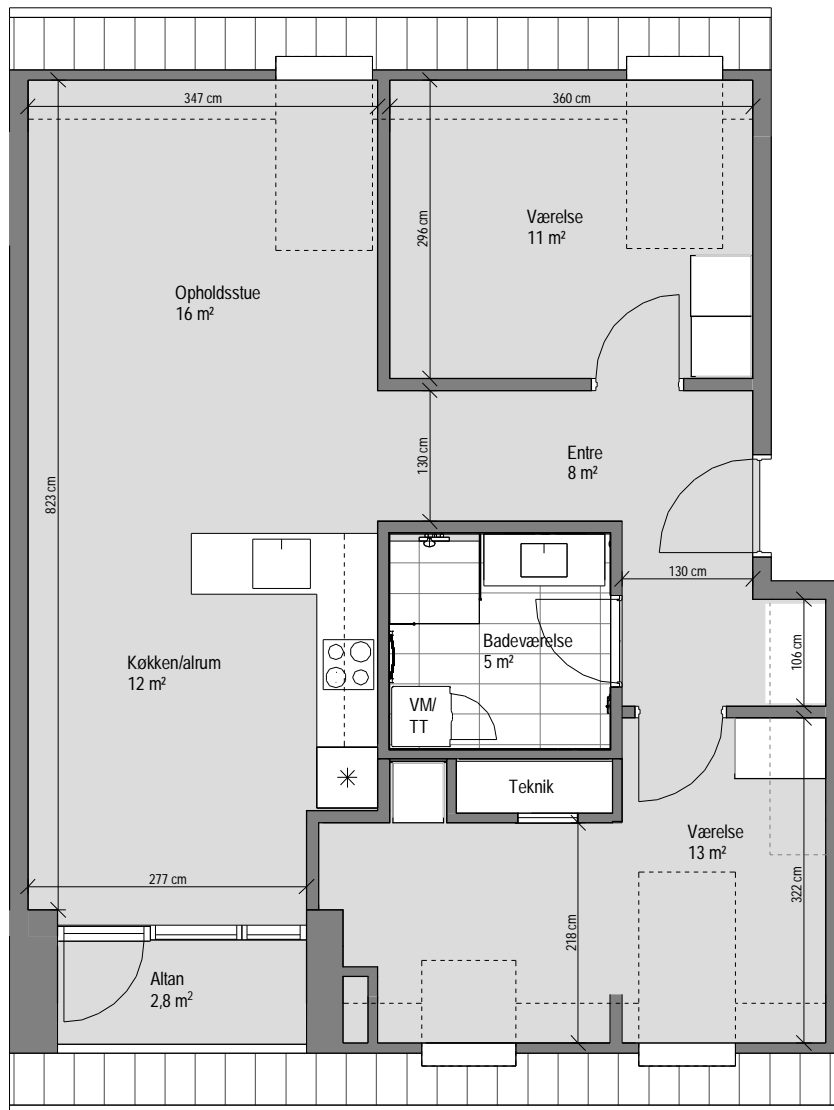 347 cm
360 cm
296 cm
Værelse
11 m²
Opholdsstue
16 m²
823 cm
130 cm
Entre
8 m²
130 cm
106 cm
Køkken/alrum
12 m²
Badeværelse
5 m²
VM/
TT
Teknik
Værelse
13 m²
277 cm
218 cm
322 cm
Altan
2,8 m²